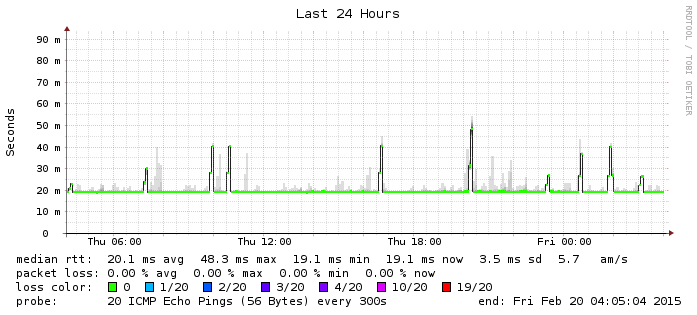 Last 24 Hours
RRDTOOL / TOBI OETIKER
Seconds
90 m
80 m
70 m
60 m
50 m
40 m
30 m
20 m
10 m
0
Thu 06:00 Thu 12:00 Thu 18:00 Fri 00:00
median rtt: 20.1 ms avg 48.3 ms max 19.1 ms min 19.1 ms now 3.5 ms sd 5.7 am/s
packet loss: 0.00 % avg 0.00 % max 0.00 % min 0.00 % now
loss color: 0 1/20 2/20 3/20 4/20 10/20 19/20
probe: 20 ICMP Echo Pings (56 Bytes) every 300s end: Fri Feb 20 04:05:04 2015